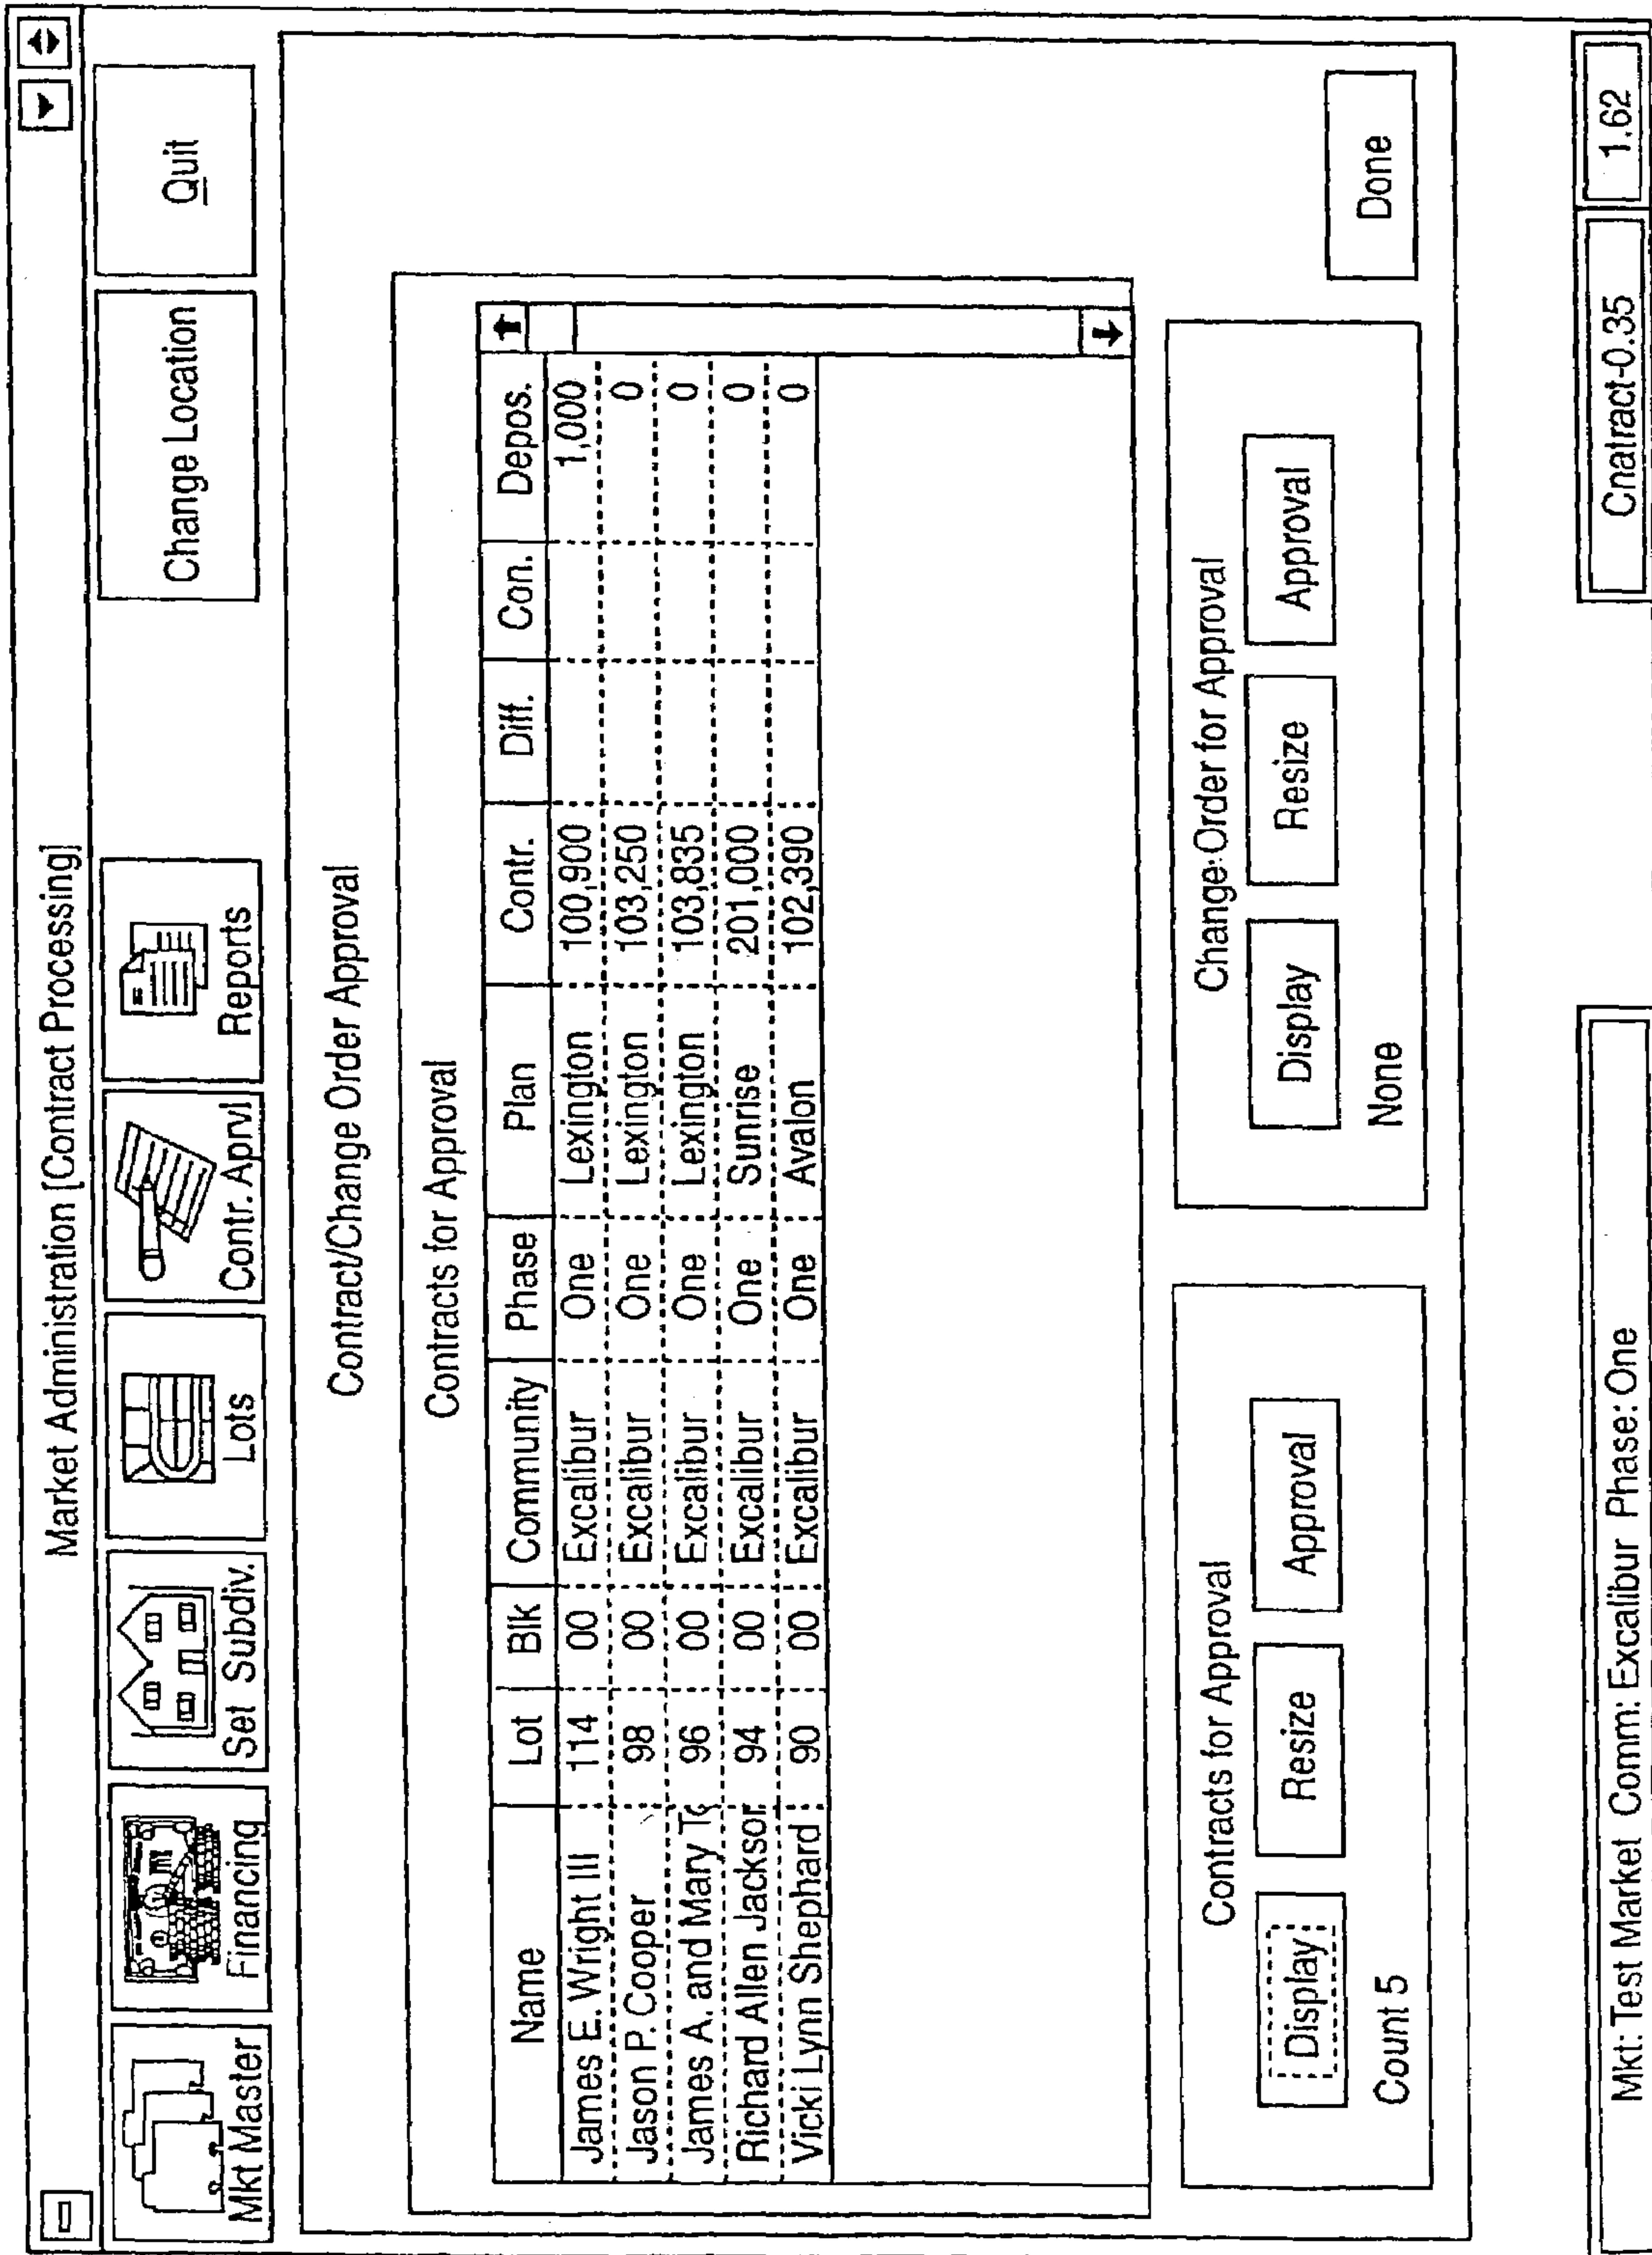 Market Administration [Contract Processing]
Mkt Master Financing Set Subdiv. Lots Contr. Aprvl Reports Change Location Quit
Contract/Change Order Approval
Contracts for Approval
Name Lot Blk Community Phase Plan Contr. Diff. Con. Depos.
James E. Wright III 114 00 Excalibur One Lexington 100,900 1,000
Jason P. Cooper 98 00 Excalibur One Lexington 103,250 0
James A. and Mary To 96 00 Excalibur One Lexington 103,835 0
Richard Allen Jackson 94 00 Excalibur One Sunrise 201,000 0
Vicki Lynn Shephard 90 00 Excalibur One Avalon 102,390 0
Contracts for Approval
Display Resize Approval
Count 5
Change Order for Approval
Display Resize Approval
None
Done
Mkt: Test Market Comm: Excalibur Phase: One
Cnatract-0.35 1.62